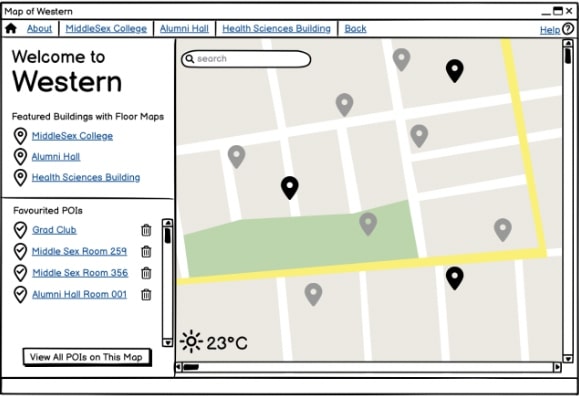 Map of Western
About
MiddleSex College
Alumni Hall
Health Sciences Building
Back
Help
?
Welcome to
Western
search
Featured Buildings with Floor Maps
MiddleSex College
Alumni Hall
Health Sciences Building
Favourited POIs
Grad Club
Middle Sex Room 259
Middle Sex Room 356
Alumni Hall Room 001
View All POIs on This Map
23°C